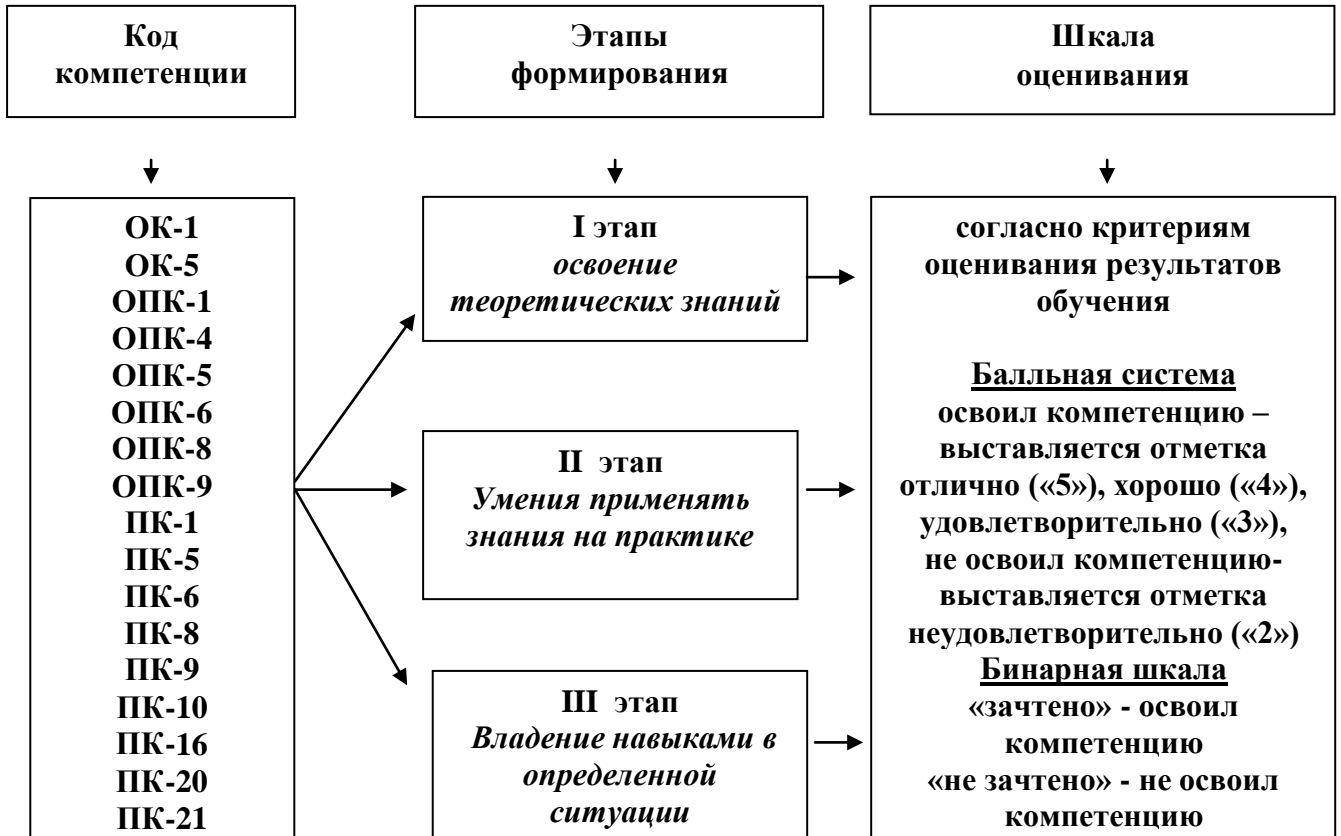 Код
компетенции
Этапы
формирования
Шкала
оценивания
ОК-1
ОК-5
ОПК-1
ОПК-4
ОПК-5
ОПК-6
ОПК-8
ОПК-9
ПК-1
ПК-5
ПК-6
ПК-8
ПК-9
ПК-10
ПК-16
ПК-20
ПК-21
I этап
освоение
теоретических знаний
II этап
Умения применять
знания на практике
III этап
Владение навыками в
определенной
ситуации
согласно критериям
оценивания результатов
обучения
Балльная система
освоил компетенцию –
выставляется отметка
отлично («5»), хорошо («4»),
удовлетворительно («3»),
не освоил компетенцию-
выставляется отметка
неудовлетворительно («2»)
Бинарная шкала
«зачтено» - освоил
компетенцию
«не зачтено» - не освоил
компетенцию